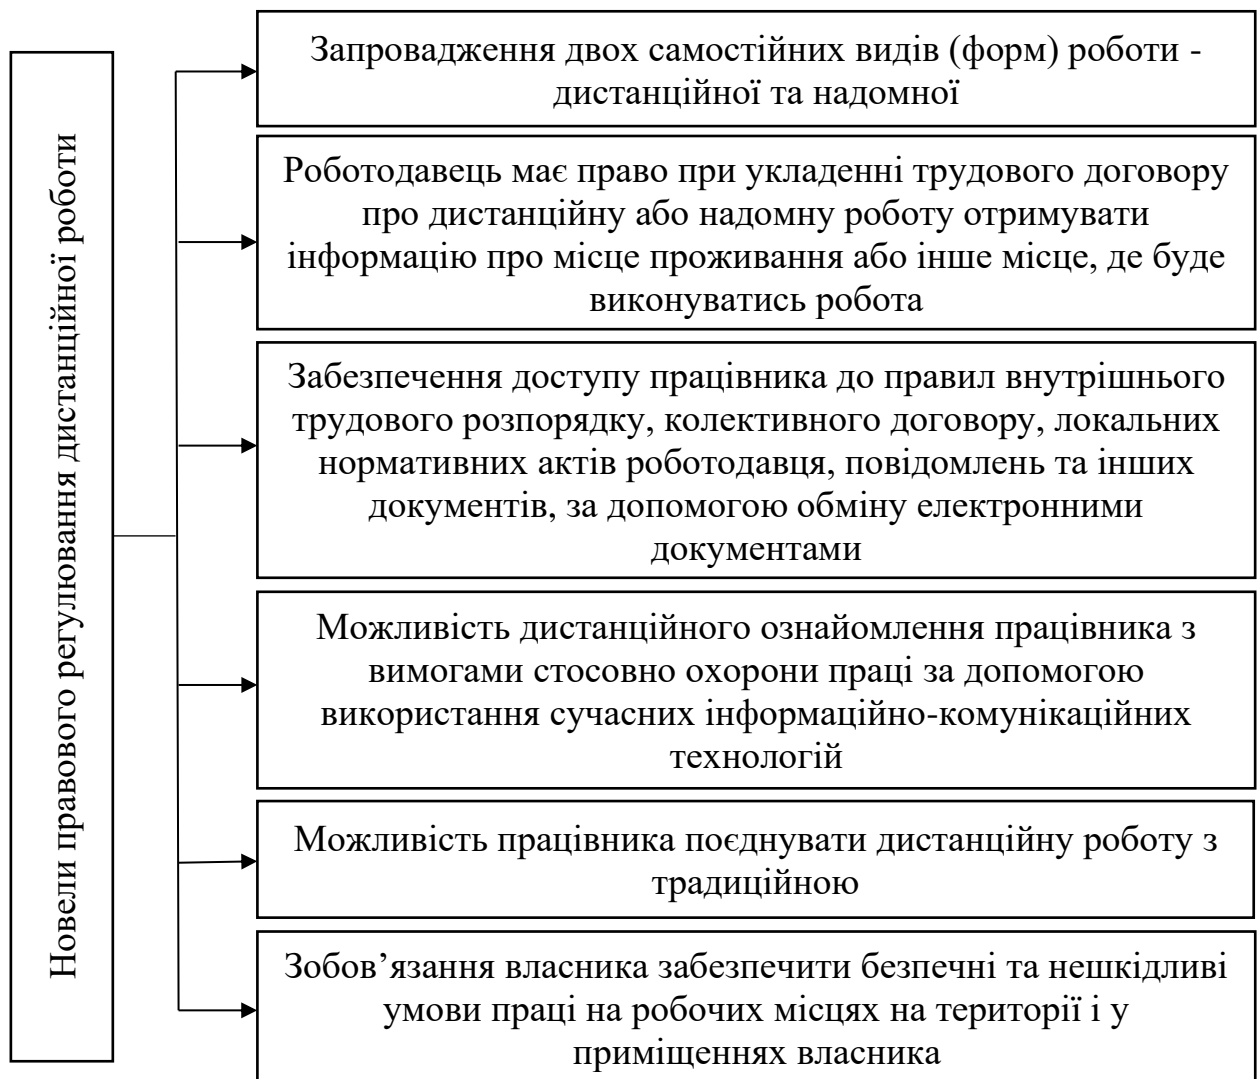 Новели правового регулювання дистанційної роботи
Запровадження двох самостійних видів (форм) роботи -
дистанційної та надомної
Роботодавець має право при укладенні трудового договору
про дистанційну або надомну роботу отримувати
інформацію про місце проживання або інше місце, де буде
виконуватись робота
Забезпечення доступу працівника до правил внутрішнього
трудового розпорядку, колективного договору, локальних
нормативних актів роботодавця, повідомлень та інших
документів, за допомогою обміну електронними
документами
Можливість дистанційного ознайомлення працівника з
вимогами стосовно охорони праці за допомогою
використання сучасних інформаційно-комунікаційних
технологій
Можливість працівника поєднувати дистанційну роботу з
традиційною
Зобов’язання власника забезпечити безпечні та нешкідливі
умови праці на робочих місцях на території і у
приміщеннях власника